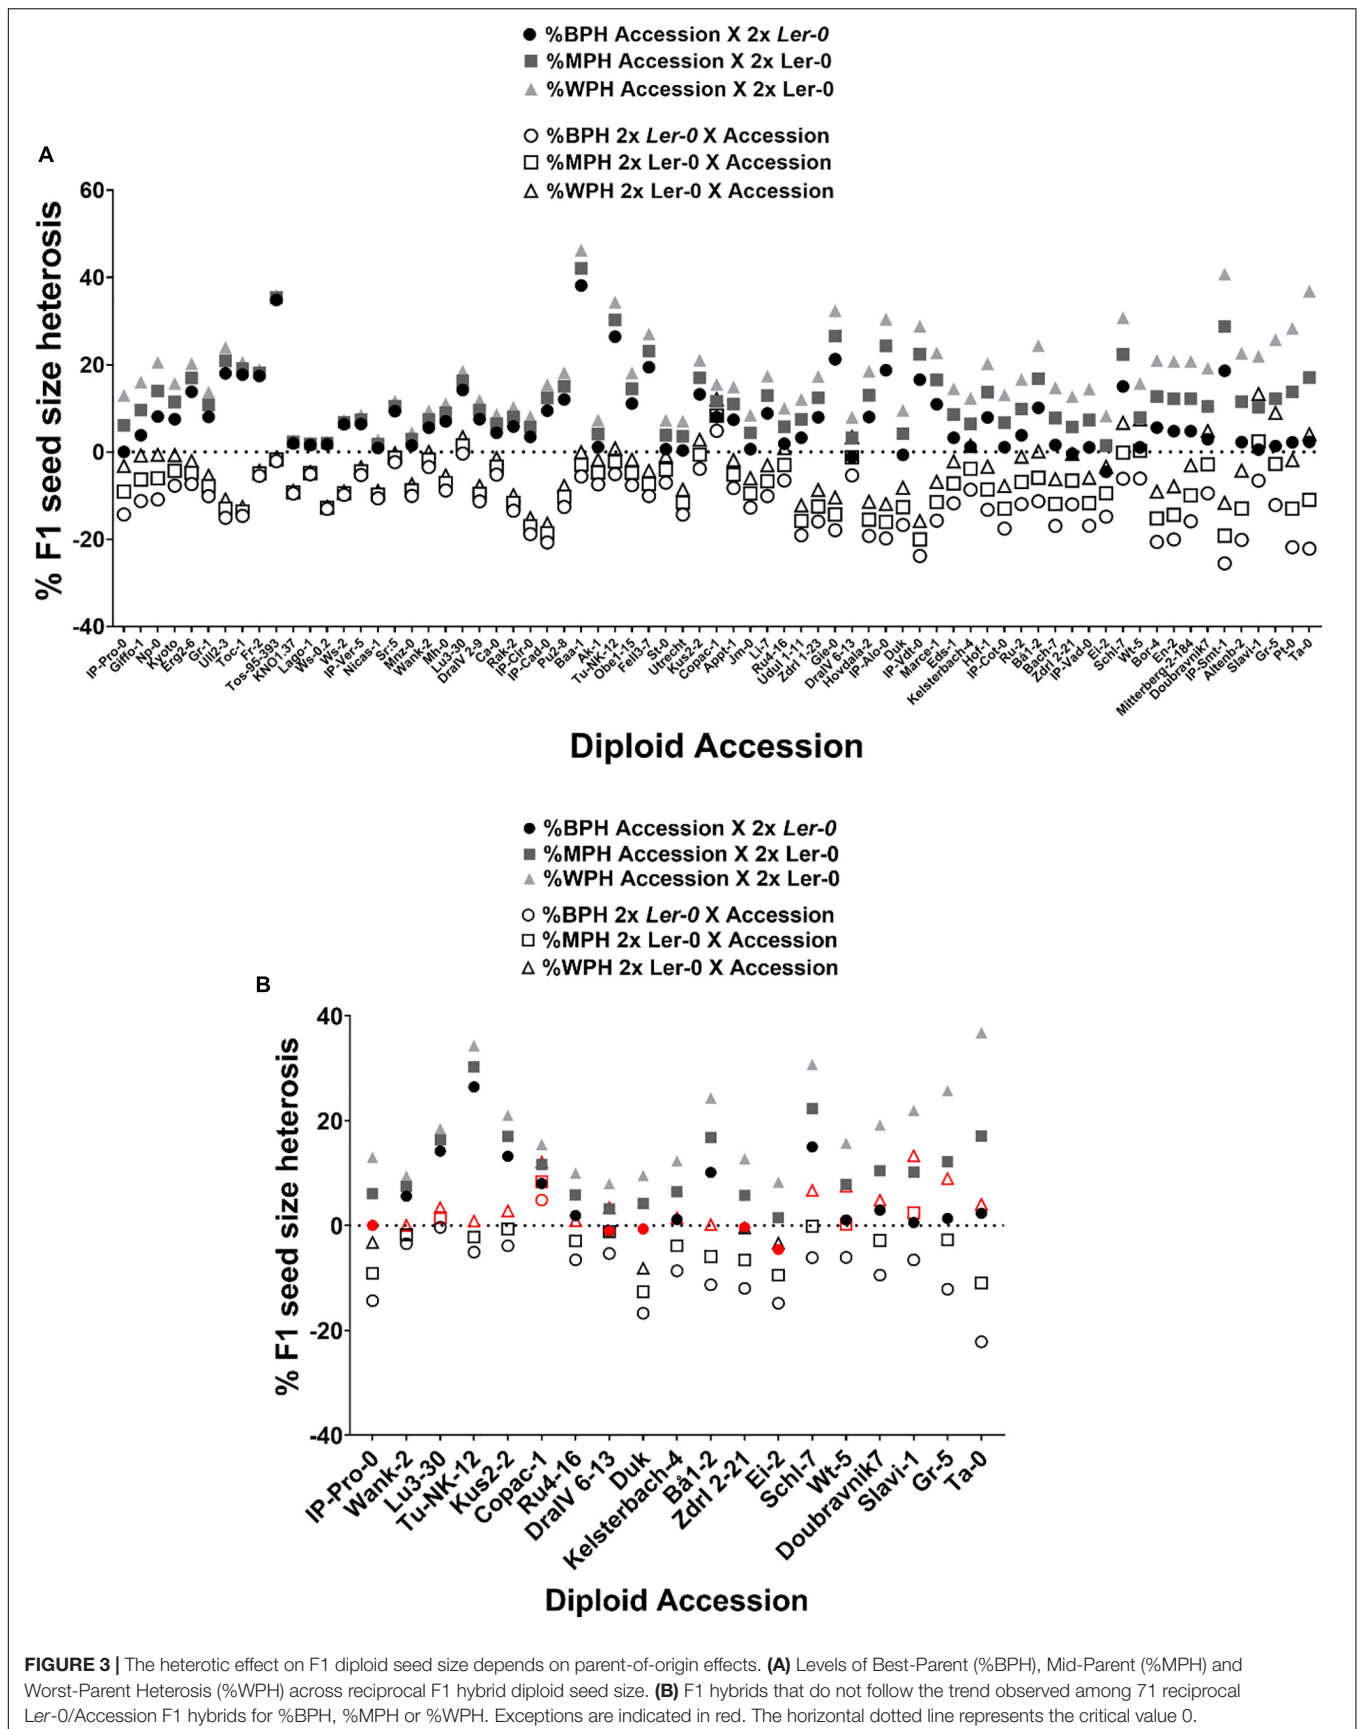 %BPH Accession X 2x Ler-0
%MPH Accession X 2x Ler-0
%WPH Accession X 2x Ler-0
%BPH 2x Ler-0 X Accession
%MPH 2x Ler-0 X Accession
%WPH 2x Ler-0 X Accession
A
% F1 seed size heterosis
60
40
20
0
-20
-40
IP-Pro-0
Giffo-1
Np-0
Kyoto
Erg2-6
Gr-1
Ull2-3
Toc-1
Fr-2
Tos-95-393
KNO1.37
Lago-1
Ws-0.2
Ws-2
IP-Ver-5
Nicas-1
Sr:5
Mnz-0
Wank-2
Mh-0
Lu3-30
DraIV 2-9
Ca-0
Rak-2
IP-Cir-0
IP-Cad-0
Pu2-8
Baa-1
Ak-1
Tu-NK-12
Obe1-15
Fell3-7
St-0
Utrecht
Kus2-2
Copac-1
Appt-1
Jm-0
Li-7
Ru4-16
Udul 1-11
Zdrl 1-23
Gie-0
DraIV 6-13
Hovdala-2
IP-Alo-0
Duk
IP-Vdt-0
Marce-1
Eds-1
Kelsterbach-4
Hof-1
IP-Cot-0
Ru-2
Bå1-2
Bach-7
Zdrl 2-21
IP-Vad-0
Ei-2
Schl-7
Wt-5
Bor-4
En-2
Mitterberg-2-184
Doubravnik7
IP-Smt-1
Altenb-2
Slavi-1
Gr-5
Pt-0
Ta-0
Diploid Accession
%BPH Accession X 2x Ler-0
%MPH Accession X 2x Ler-0
%WPH Accession X 2x Ler-0
%BPH 2x Ler-0 X Accession
%MPH 2x Ler-0 X Accession
%WPH 2x Ler-0 X Accession
B
% F1 seed size heterosis
40
20
0
-20
-40
IP-Pro-0
Wank-2
Lu3-30
Tu-NK-12
Kus2-2
Copac-1
Ru4-16
DraIV 6-13
Duk
Kelsterbach-4
Bå1-2
Zdrl 2-21
Ei-2
Schl-7
Wt-5
Doubravnik7
Slavi-1
Gr-5
Ta-0
Diploid Accession
FIGURE 3 | The heterotic effect on F1 diploid seed size depends on parent-of-origin effects. (A) Levels of Best-Parent (%BPH), Mid-Parent (%MPH) and
Worst-Parent Heterosis (%WPH) across reciprocal F1 hybrid diploid seed size. (B) F1 hybrids that do not follow the trend observed among 71 reciprocal
Ler-0/Accession F1 hybrids for %BPH, %MPH or %WPH. Exceptions are indicated in red. The horizontal dotted line represents the critical value 0.